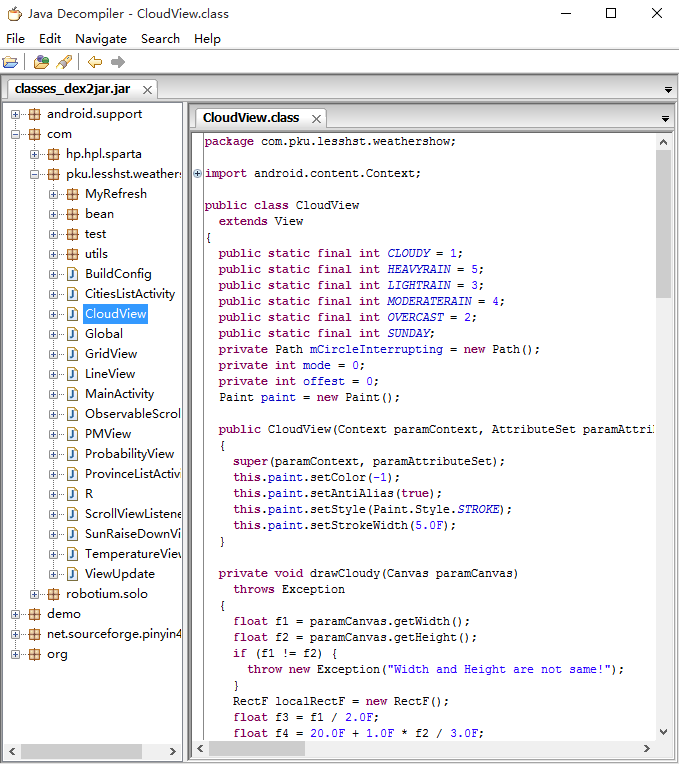 Java Decompiler - CloudView.class
File Edit Navigate Search Help
classes_dex2jar.jar
android.support
com
hp.hpl.sparta
pku.lesshst.weathers
MyRefresh
bean
test
utils
BuildConfig
CitiesListActivity
CloudView
Global
GridView
LineView
MainActivity
ObservableScrol
PMView
ProbabilityView
ProvinceListActiv
R
ScrollViewListene
SunRaiseDownVi
TemperatureView
ViewUpdate
robotium.solo
demo
net.sourceforge.pinyin4
org
CloudView.class
package com.pku.lesshst.weathershow;
import android.content.Context;
public class CloudView
extends View
{
public static final int CLOUDY = 1;
public static final int HEAVYRAIN = 5;
public static final int LIGHTRAIN = 3;
public static final int MODERATERAIN = 4;
public static final int OVERCAST = 2;
public static final int SUNDAY;
private Path mCircleInterrupting = new Path();
private int mode = 0;
private int offest = 0;
Paint paint = new Paint();
public CloudView(Context paramContext, AttributeSet paramAttri
{
super(paramContext, paramAttributeSet);
this.paint.setColor(-1);
this.paint.setAntiAlias(true);
this.paint.setStyle(Paint.Style.STROKE);
this.paint.setStrokeWidth(5.0F);
}
private void drawCloudy(Canvas paramCanvas)
throws Exception
{
float f1 = paramCanvas.getWidth();
float f2 = paramCanvas.getHeight();
if (f1 != f2) {
throw new Exception("Width and Height are not same!");
}
RectF localRectF = new RectF();
float f3 = f1 / 2.0F;
float f4 = 20.0F + 1.0F * f2 / 3.0F;